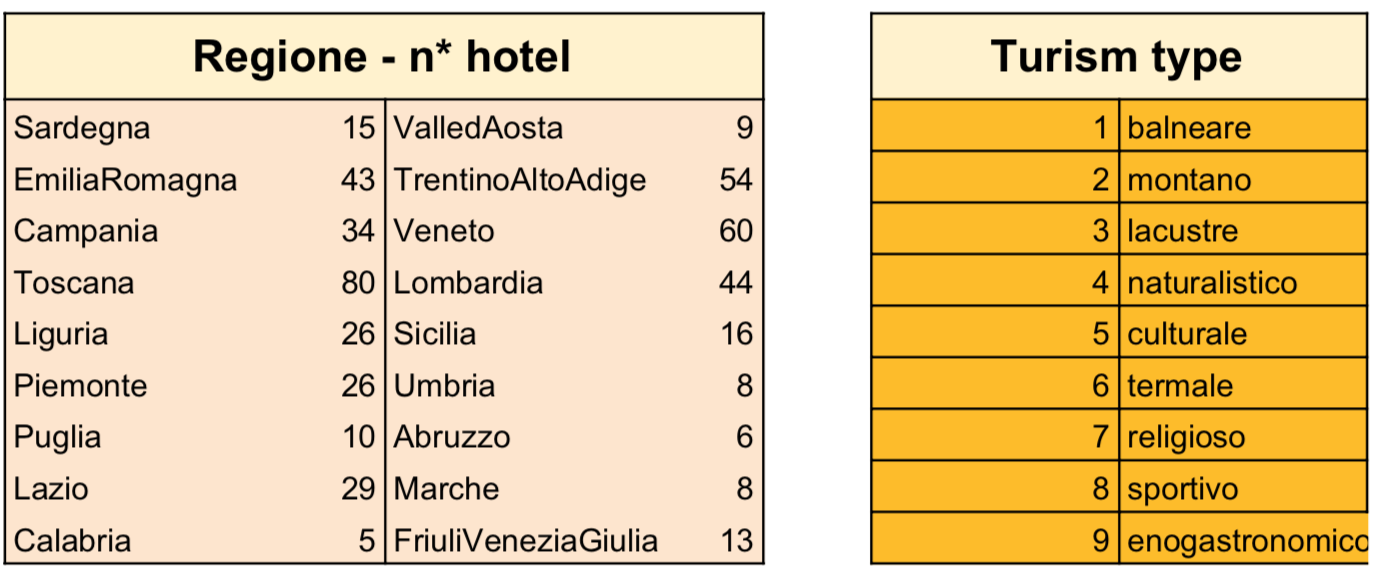 Regione - n* hotel
Sardegna 15 ValledAosta 9
EmiliaRomagna 43 TrentinoAltoAdige 54
Campania 34 Veneto 60
Toscana 80 Lombardia 44
Liguria 26 Sicilia 16
Piemonte 26 Umbria 8
Puglia 10 Abruzzo 6
Lazio 29 Marche 8
Calabria 5 FriuliVeneziaGiulia 13
Turism type
1 balneare
2 montano
3 lacustre
4 naturalistico
5 culturale
6 termale
7 religioso
8 sportivo
9 enogastronomico